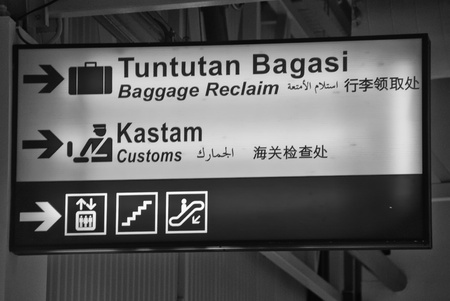 Tuntutan Bagasi
Baggage Reclaim استلام الأمتعة 行李领取处
Kastam
Customs الجمارك 海关检查处